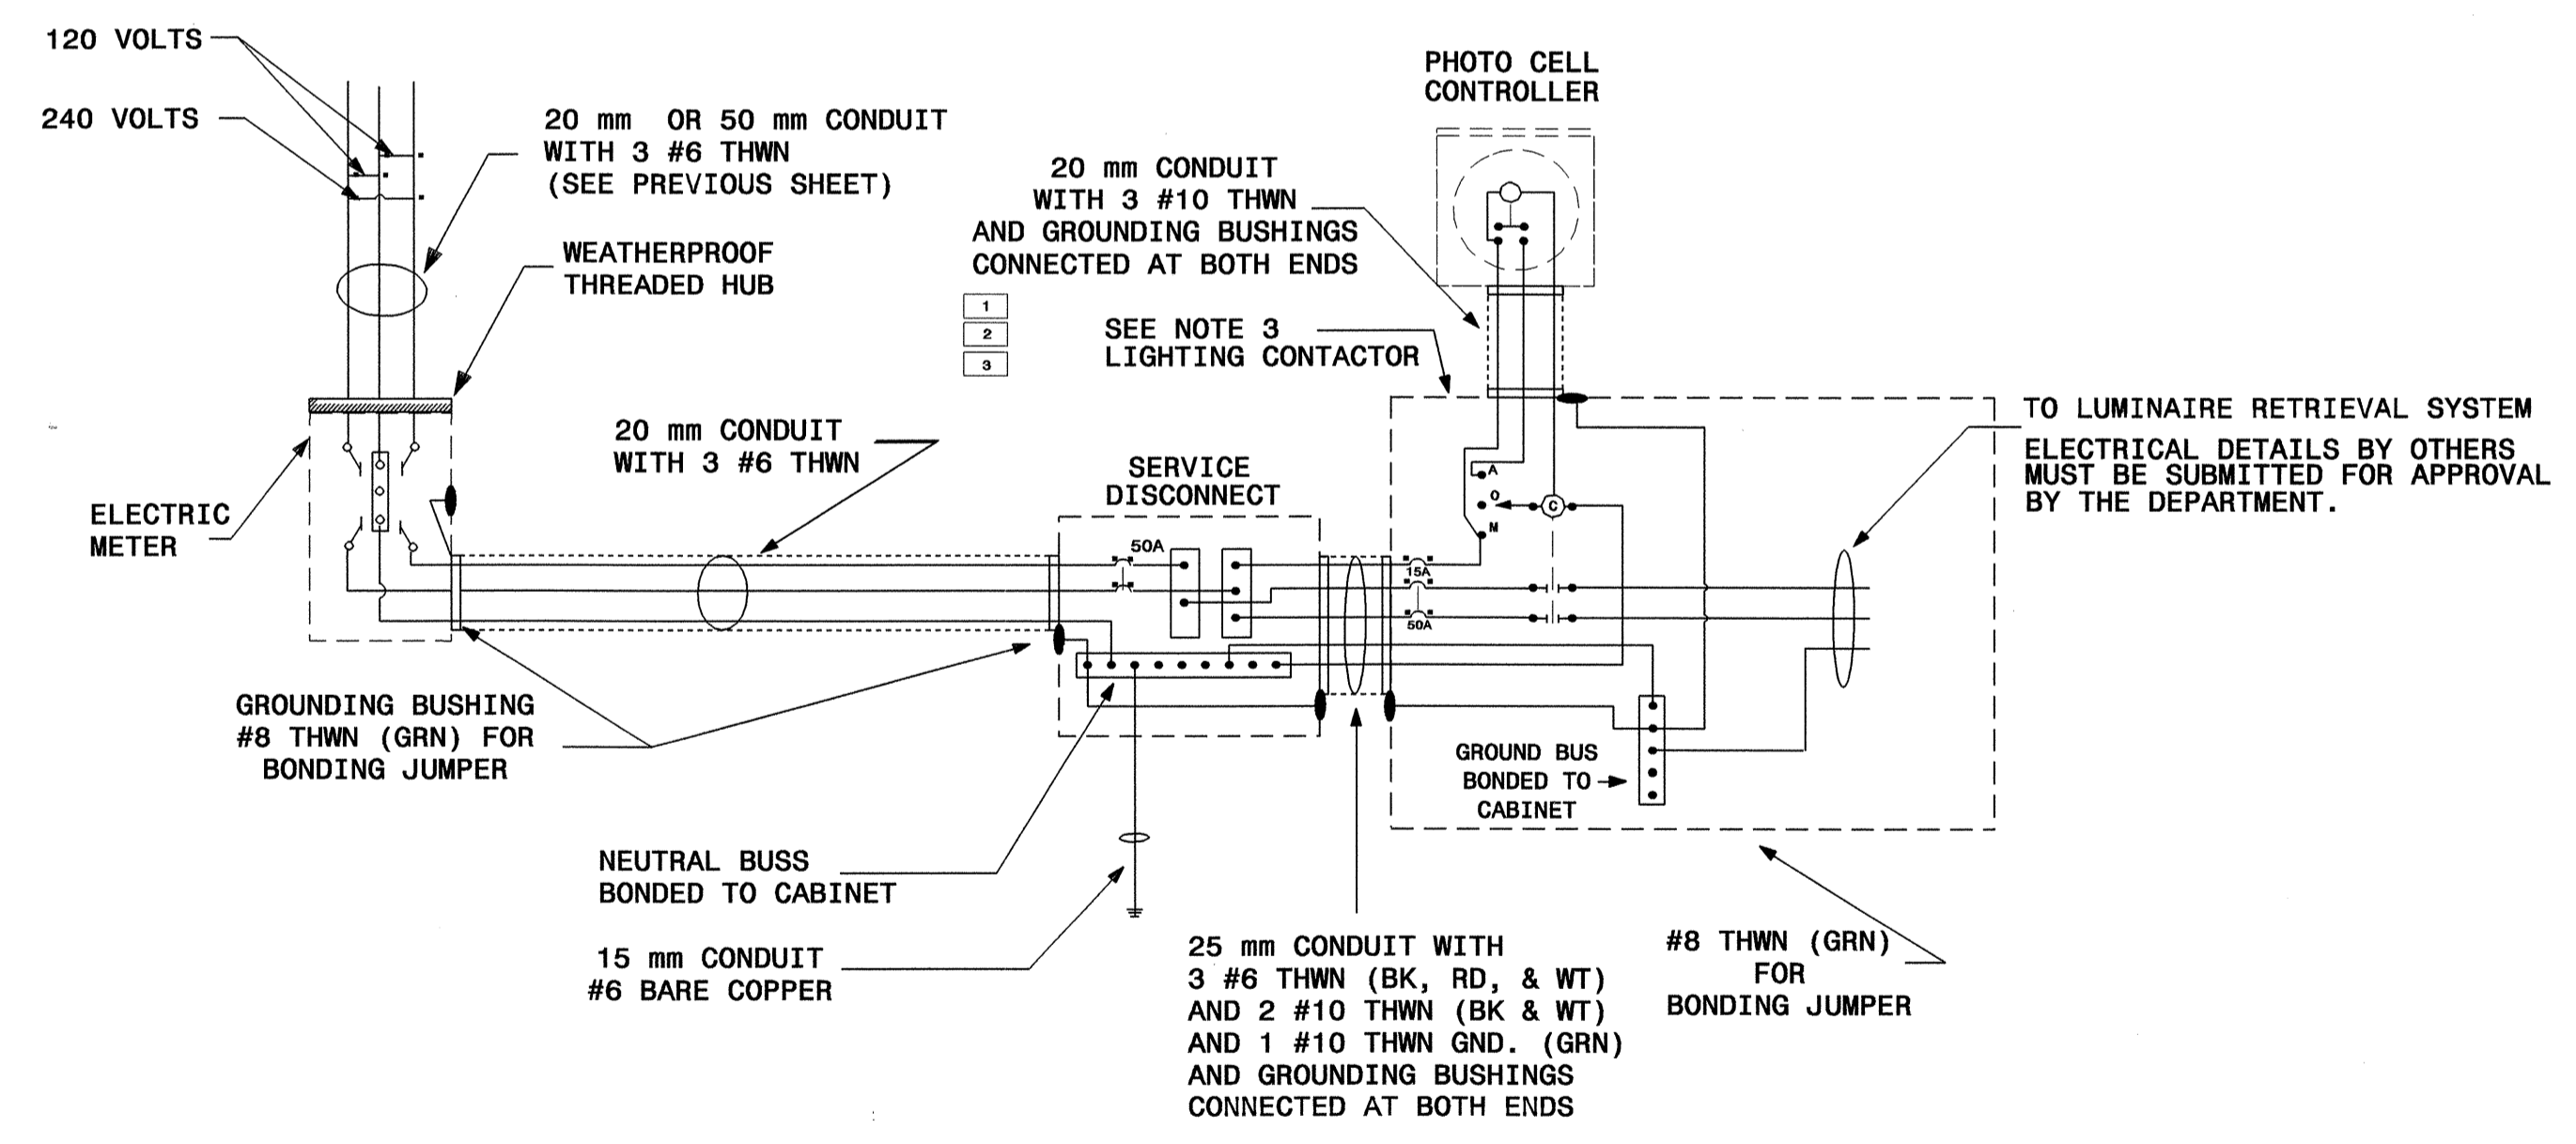 120 VOLTS
240 VOLTS
20 mm OR 50 mm CONDUIT
WITH 3 #6 THWN
(SEE PREVIOUS SHEET)
WEATHERPROOF
THREADED HUB
PHOTO CELL
CONTROLLER
20 mm CONDUIT
WITH 3 #10 THWN
AND GROUNDING BUSHINGS
CONNECTED AT BOTH ENDS
1
2
3
SEE NOTE 3
LIGHTING CONTACTOR
20 mm CONDUIT
WITH 3 #6 THWN
ELECTRIC
METER
SERVICE
DISCONNECT
50A
A
O
M
C
15A
50A
TO LUMINAIRE RETRIEVAL SYSTEM
ELECTRICAL DETAILS BY OTHERS
MUST BE SUBMITTED FOR APPROVAL
BY THE DEPARTMENT.
GROUNDING BUSHING
#8 THWN (GRN) FOR
BONDING JUMPER
GROUND BUS
BONDED TO
CABINET
NEUTRAL BUSS
BONDED TO CABINET
15 mm CONDUIT
#6 BARE COPPER
25 mm CONDUIT WITH
3 #6 THWN (BK, RD, & WT)
AND 2 #10 THWN (BK & WT)
AND 1 #10 THWN GND. (GRN)
AND GROUNDING BUSHINGS
CONNECTED AT BOTH ENDS
#8 THWN (GRN)
FOR
BONDING JUMPER